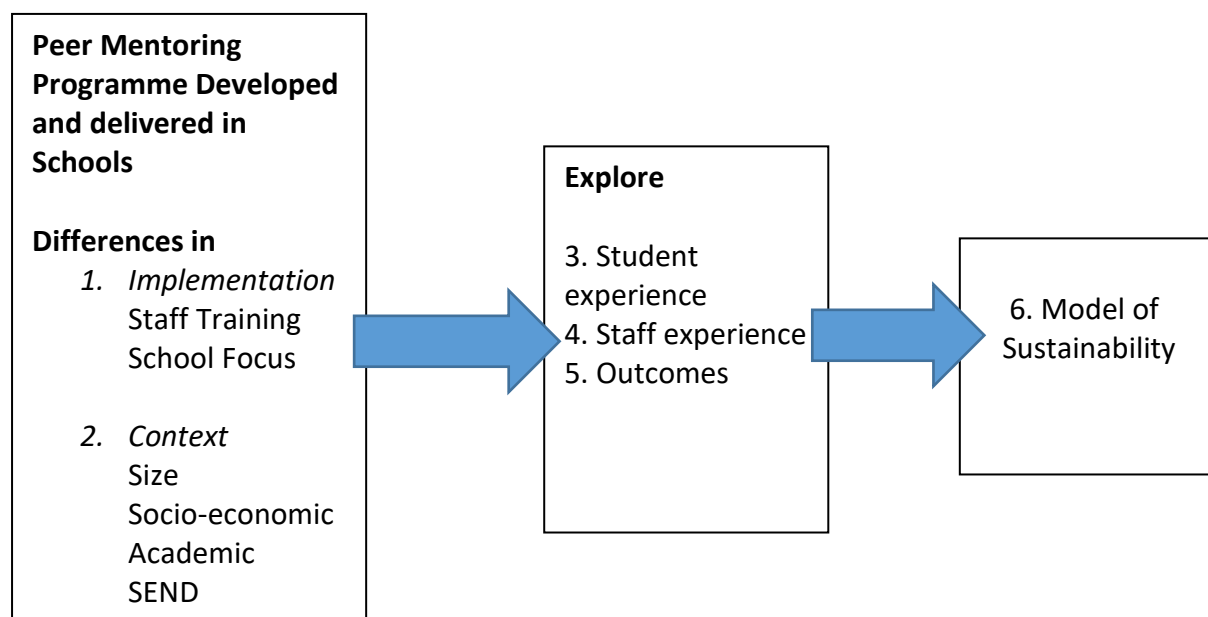 Peer Mentoring
Programme Developed
and delivered in
Schools
Differences in
1. Implementation
Staff Training
School Focus
2. Context
Size
Socio-economic
Academic
SEND
Explore
3. Student
experience
4. Staff experience
5. Outcomes
6. Model of
Sustainability